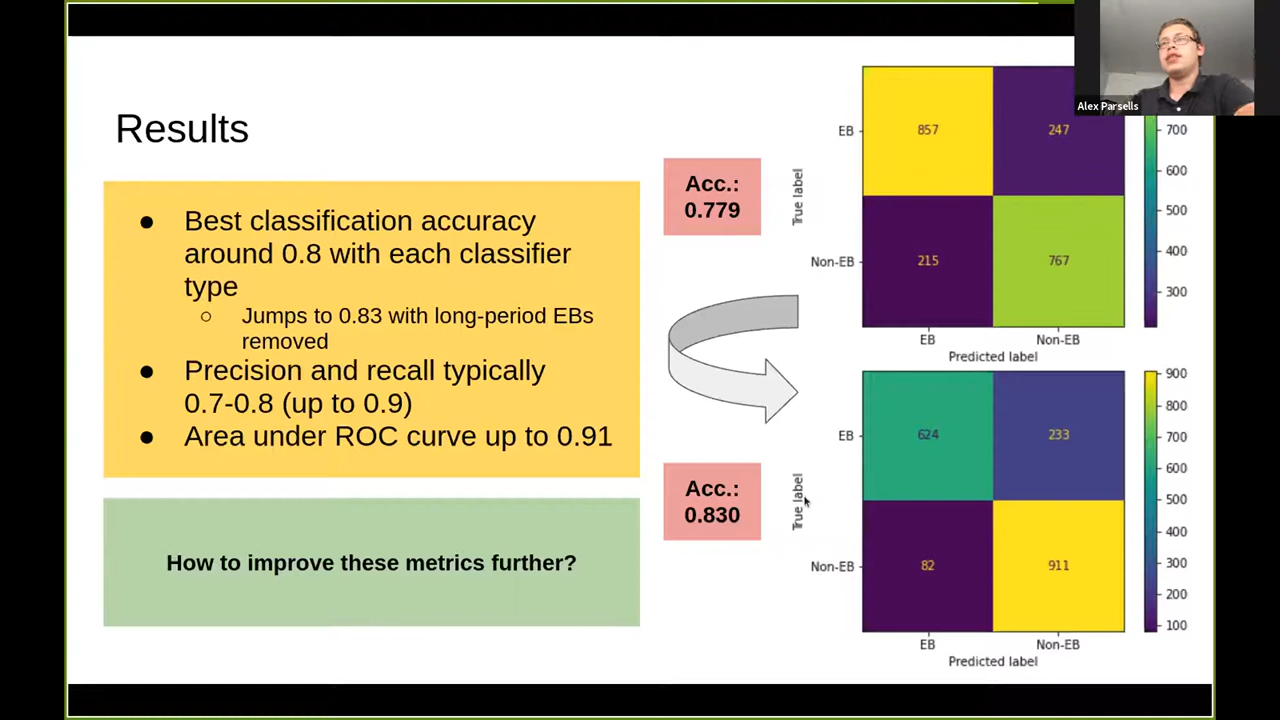 Alex Parsells
Results
● Best classification accuracy
around 0.8 with each classifier
type
○ Jumps to 0.83 with long-period EBs
removed
● Precision and recall typically
0.7-0.8 (up to 0.9)
● Area under ROC curve up to 0.91
How to improve these metrics further?
Acc.:
0.779
Acc.:
0.830
True label
EB
857
247
Non-EB
215
767
EB
Non-EB
Predicted label
700
600
500
400
300
True label
EB
624
233
Non-EB
82
911
EB
Non-EB
Predicted label
900
800
700
600
500
400
300
200
100